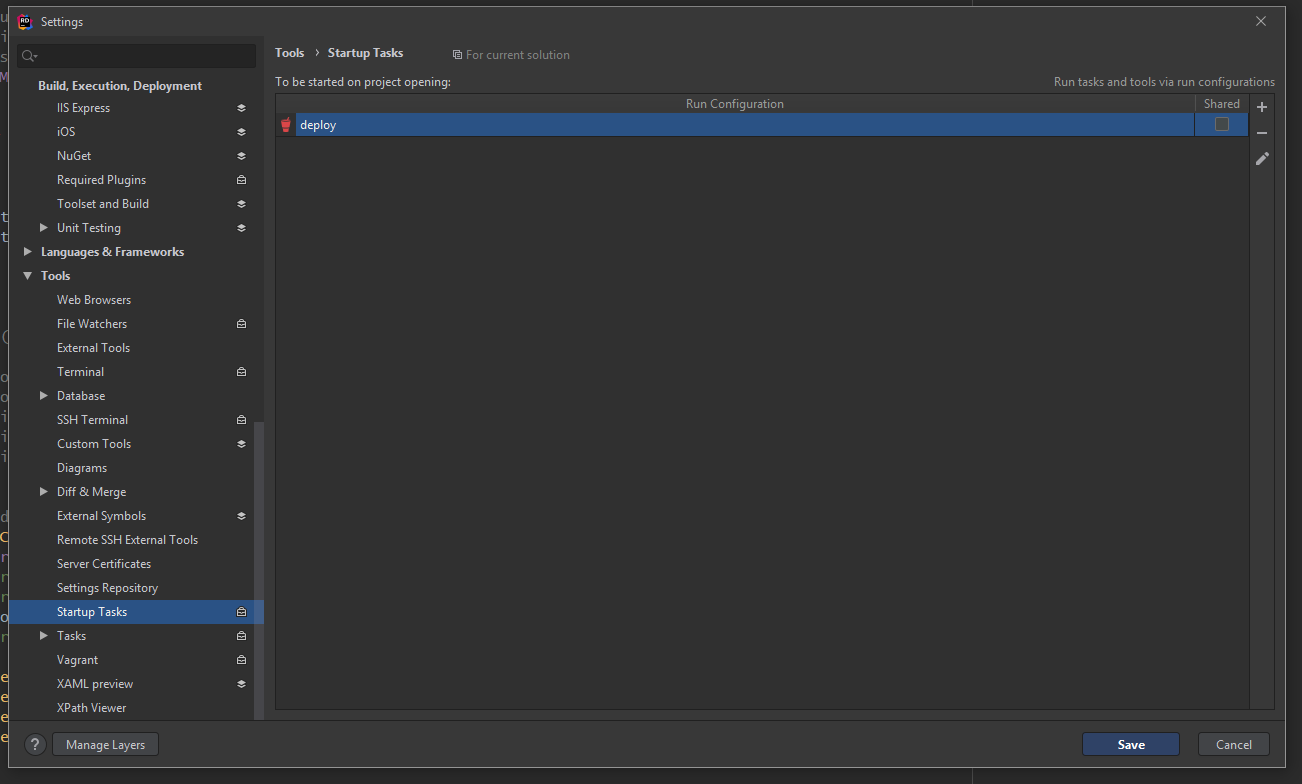 Settings
Tools › Startup Tasks For current solution
To be started on project opening: Run tasks and tools via run configurations
Run Configuration Shared
deploy
Build, Execution, Deployment
IIS Express
iOS
NuGet
Required Plugins
Toolset and Build
Unit Testing
Languages & Frameworks
Tools
Web Browsers
File Watchers
External Tools
Terminal
Database
SSH Terminal
Custom Tools
Diagrams
Diff & Merge
External Symbols
Remote SSH External Tools
Server Certificates
Settings Repository
Startup Tasks
Tasks
Vagrant
XAML preview
XPath Viewer
? Manage Layers Save Cancel